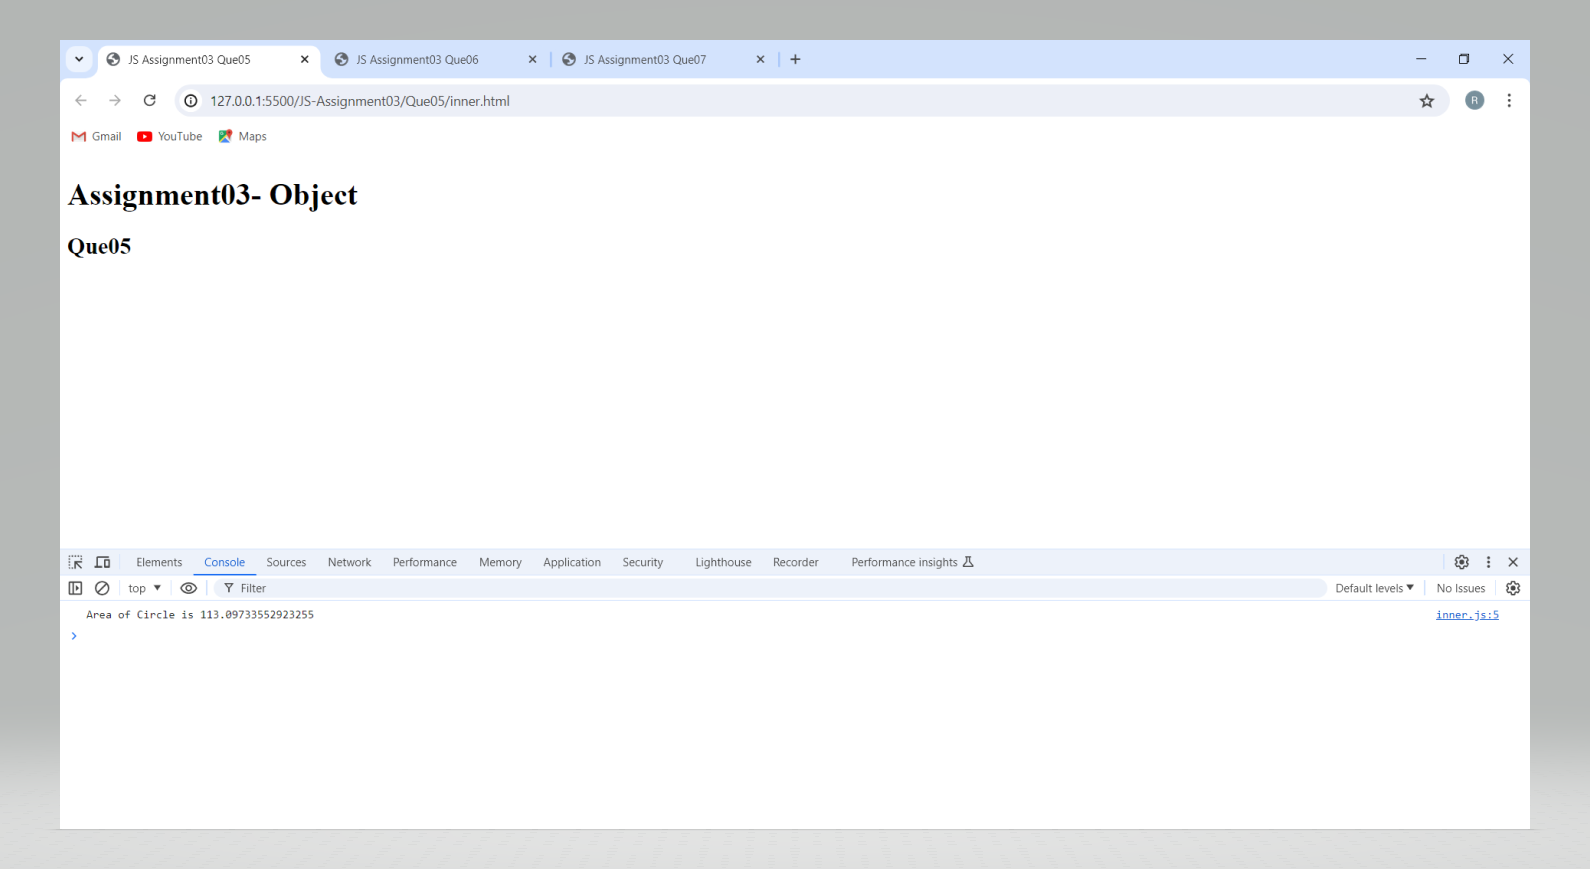 JS Assignment03 Que05
JS Assignment03 Que06
JS Assignment03 Que07
127.0.0.1:5500/JS-Assignment03/Que05/inner.html
R
Gmail YouTube Maps
Assignment03- Object
Que05
Elements Console Sources Network Performance Memory Application Security Lighthouse Recorder Performance insights
top Filter Default levels No Issues
Area of Circle is 113.09733552923255 inner.js:5